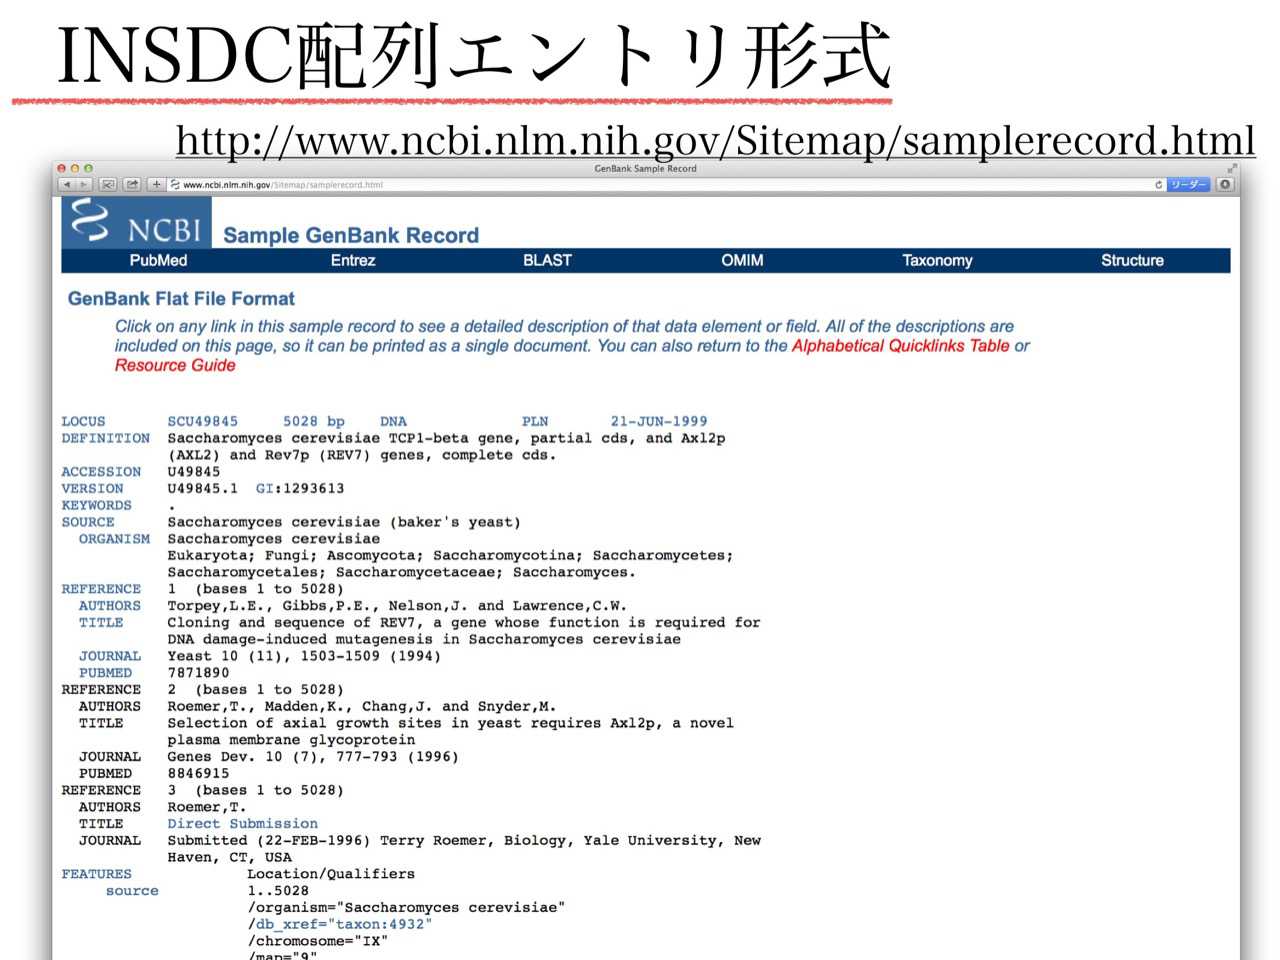 INSDC配列エントリ形式
http://www.ncbi.nlm.nih.gov/Sitemap/samplerecord.html
GenBank Sample Record
www.ncbi.nlm.nih.gov/Sitemap/samplerecord.html リーダー
NCBI Sample GenBank Record
PubMed Entrez BLAST OMIM Taxonomy Structure
GenBank Flat File Format
Click on any link in this sample record to see a detailed description of that data element or field. All of the descriptions are
included on this page, so it can be printed as a single document. You can also return to the Alphabetical Quicklinks Table or
Resource Guide
LOCUS SCU49845 5028 bp DNA PLN 21-JUN-1999
DEFINITION Saccharomyces cerevisiae TCP1-beta gene, partial cds, and Axl2p
(AXL2) and Rev7p (REV7) genes, complete cds.
ACCESSION U49845
VERSION U49845.1 GI:1293613
KEYWORDS .
SOURCE Saccharomyces cerevisiae (baker's yeast)
ORGANISM Saccharomyces cerevisiae
Eukaryota; Fungi; Ascomycota; Saccharomycotina; Saccharomycetes;
Saccharomycetales; Saccharomycetaceae; Saccharomyces.
REFERENCE 1 (bases 1 to 5028)
AUTHORS Torpey,L.E., Gibbs,P.E., Nelson,J. and Lawrence,C.W.
TITLE Cloning and sequence of REV7, a gene whose function is required for
DNA damage-induced mutagenesis in Saccharomyces cerevisiae
JOURNAL Yeast 10 (11), 1503-1509 (1994)
PUBMED 7871890
REFERENCE 2 (bases 1 to 5028)
AUTHORS Roemer,T., Madden,K., Chang,J. and Snyder,M.
TITLE Selection of axial growth sites in yeast requires Axl2p, a novel
plasma membrane glycoprotein
JOURNAL Genes Dev. 10 (7), 777-793 (1996)
PUBMED 8846915
REFERENCE 3 (bases 1 to 5028)
AUTHORS Roemer,T.
TITLE Direct Submission
JOURNAL Submitted (22-FEB-1996) Terry Roemer, Biology, Yale University, New
Haven, CT, USA
FEATURES Location/Qualifiers
source 1..5028
/organism="Saccharomyces cerevisiae"
/db_xref="taxon:4932"
/chromosome="IX"
/map="9"